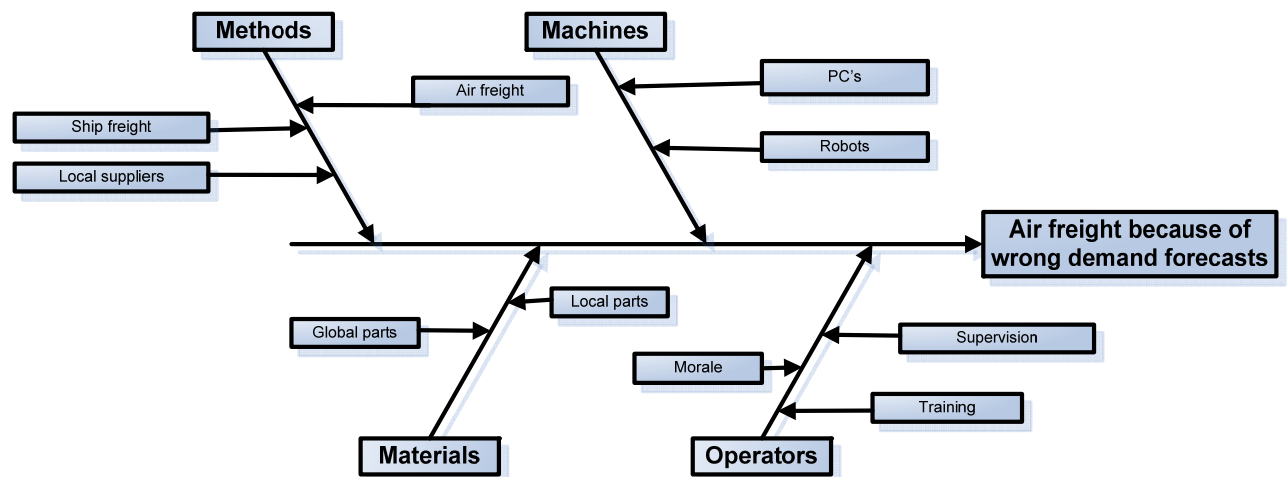 Methods
Machines
PC's
Air freight
Ship freight
Robots
Local suppliers
Air freight because of
wrong demand forecasts
Local parts
Global parts
Supervision
Morale
Training
Materials
Operators